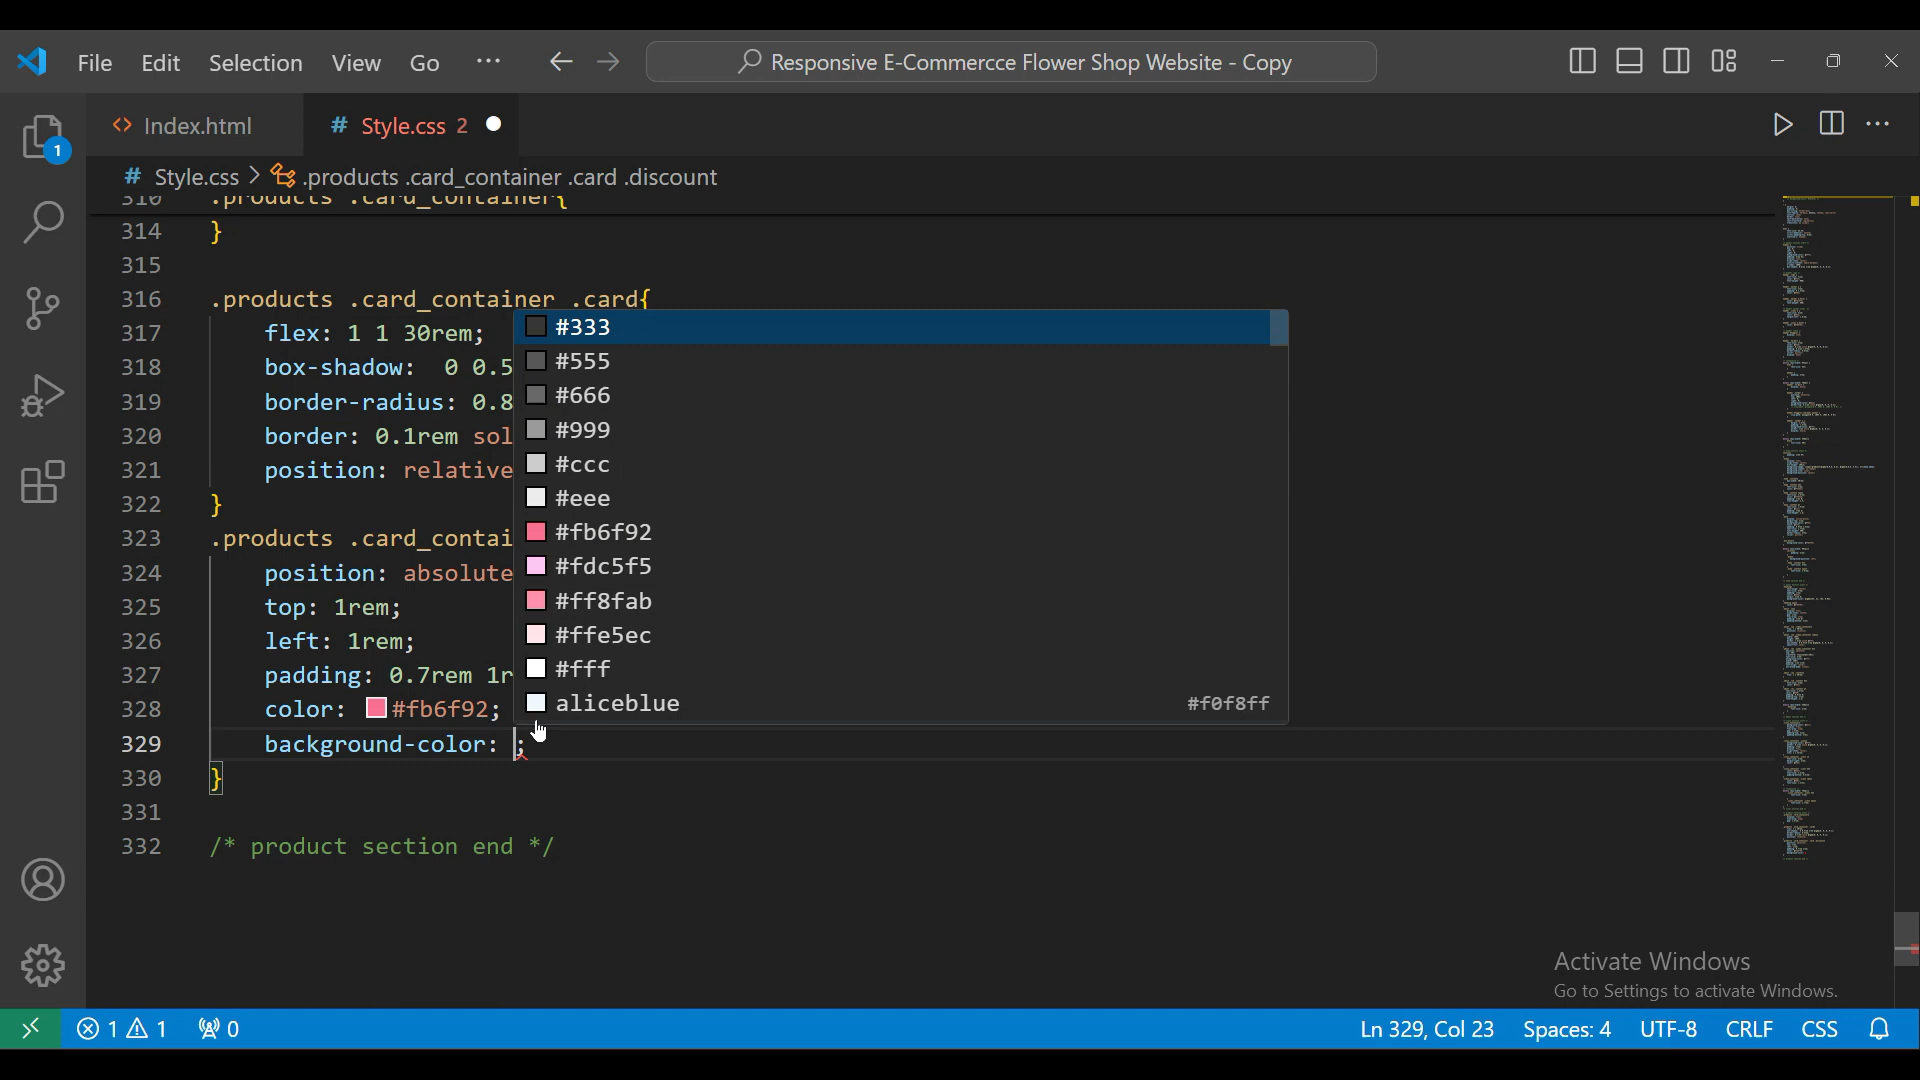 File Edit Selection View Go ··· Responsive E-Commercce Flower Shop Website - Copy
1
<> Index.html # Style.css 2
# Style.css > .products .card_container .card .discount
310 .products .card_container{
314 }
315
316 .products .card_container .card{
317 flex: 1 1 30rem;
318 box-shadow: 0 0.5
319 border-radius: 0.8
320 border: 0.1rem sol
321 position: relative
322 }
323 .products .card_contai
324 position: absolute
325 top: 1rem;
326 left: 1rem;
327 padding: 0.7rem 1r
328 color: #fb6f92;
329 background-color: ;
330 }
331
332 /* product section end */
#333
#555
#666
#999
#ccc
#eee
#fb6f92
#fdc5f5
#ff8fab
#ffe5ec
#fff
aliceblue #f0f8ff
Activate Windows
Go to Settings to activate Windows.
1 1 0 Ln 329, Col 23 Spaces: 4 UTF-8 CRLF CSS